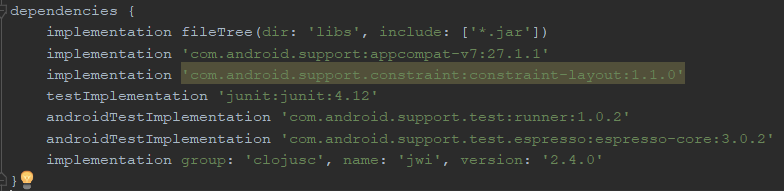 dependencies {
    implementation fileTree(dir: 'libs', include: ['*.jar'])
    implementation 'com.android.support:appcompat-v7:27.1.1'
    implementation 'com.android.support.constraint:constraint-layout:1.1.0'
    testImplementation 'junit:junit:4.12'
    androidTestImplementation 'com.android.support.test:runner:1.0.2'
    androidTestImplementation 'com.android.support.test.espresso:espresso-core:3.0.2'
    implementation group: 'clojusc', name: 'jwi', version: '2.4.0'
}